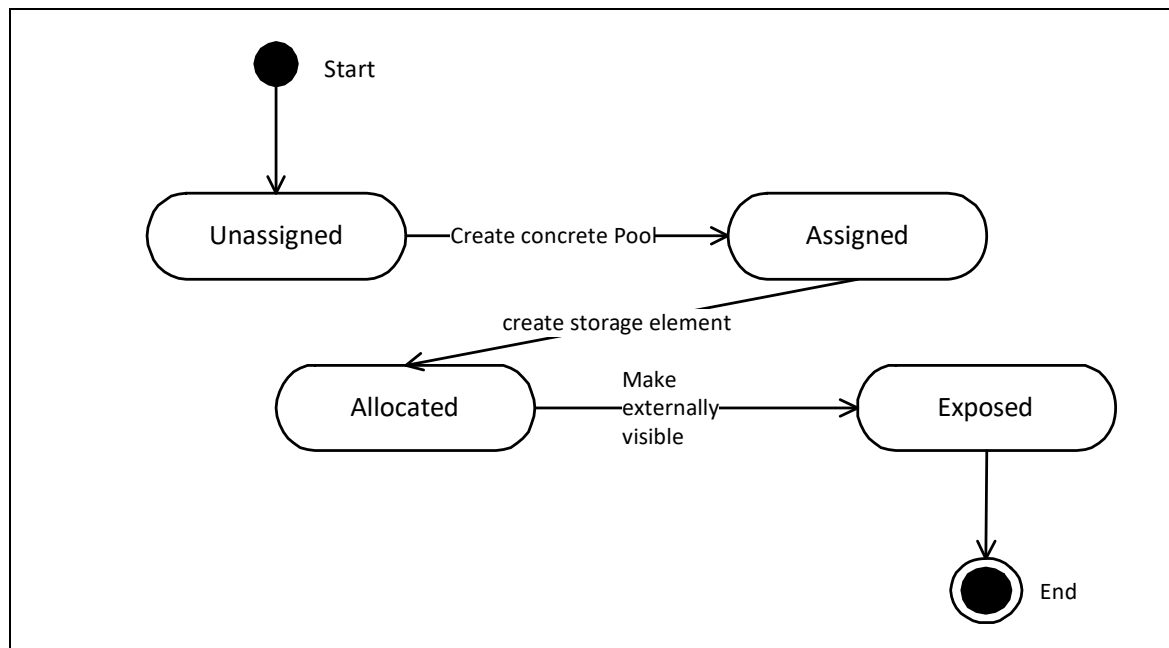 Start
Unassigned
Create concrete Pool
Assigned
create storage element
Allocated
Make
externally
visible
Exposed
End